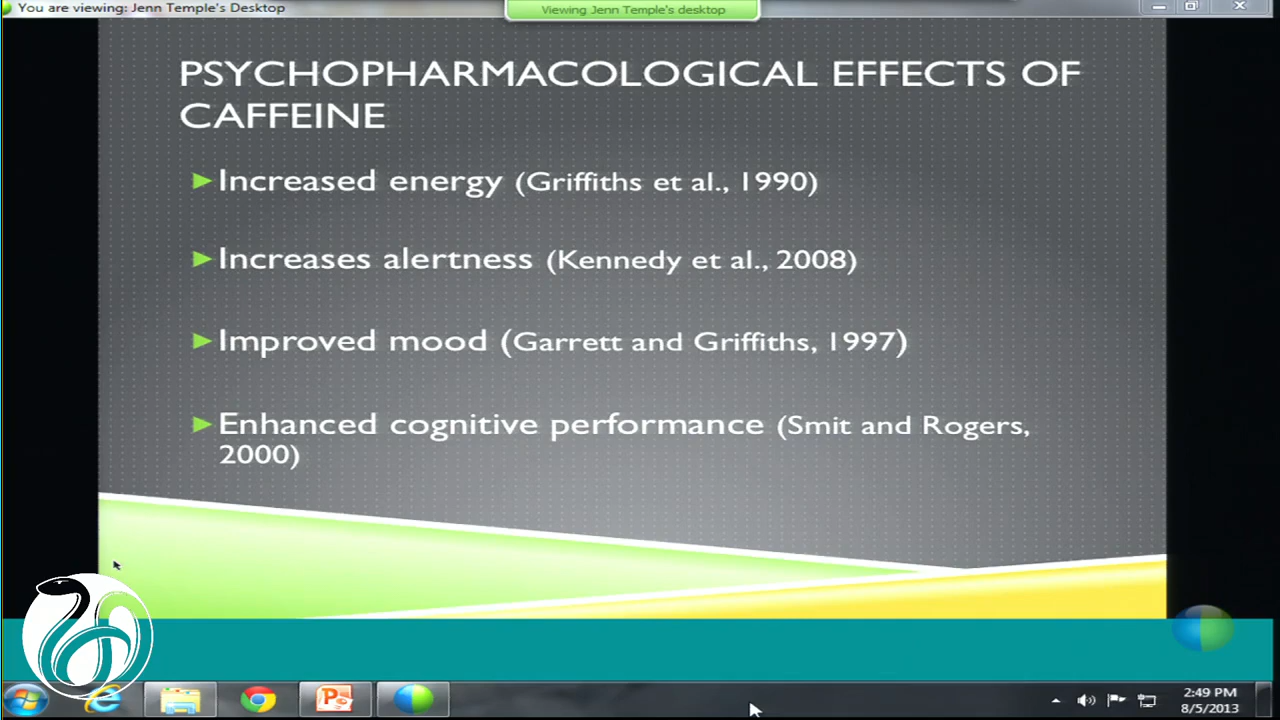 You are viewing: Jenn Temple's Desktop
Viewing Jenn Temple's desktop
PSYCHOPHARMACOLOGICAL EFFECTS OF
CAFFEINE
Increased energy (Griffiths et al., 1990)
Increases alertness (Kennedy et al., 2008)
Improved mood (Garrett and Griffiths, 1997)
Enhanced cognitive performance (Smit and Rogers,
2000)
2:49 PM
8/5/2013